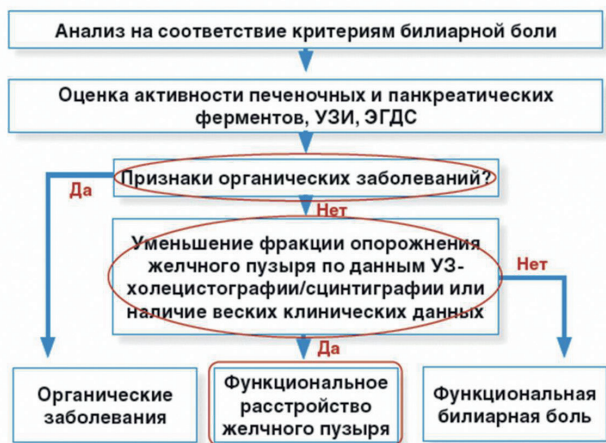 Анализ на соответствие критериям билиарной боли
Оценка активности печеночных и панкреатических
ферментов, УЗИ, ЭГДС
Признаки органических заболеваний?
Да
Нет
Уменьшение фракции опорожнения
желчного пузыря по данным УЗ-
холецистографии/сцинтиграфии или
наличие веских клинических данных
Нет
Да
Органические
заболевания
Функциональное
расстройство
желчного пузыря
Функциональная
билиарная боль